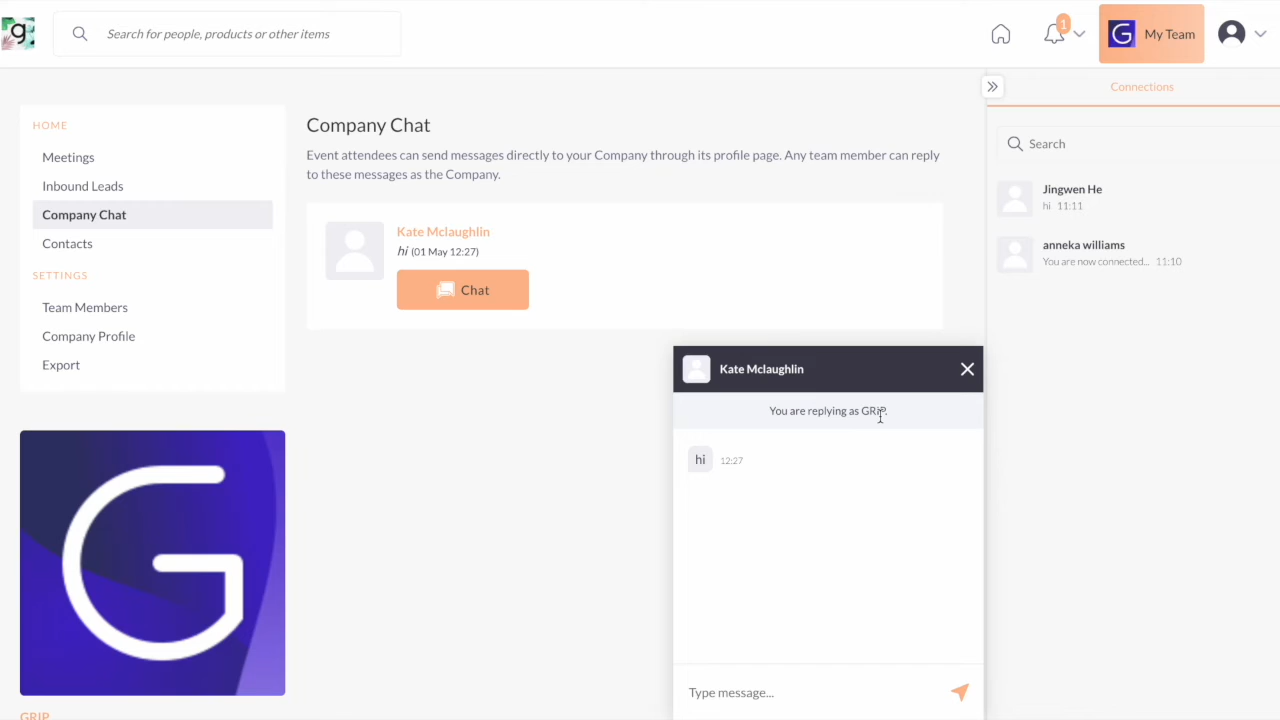 g
Search for people, products or other items
1
G
My Team
HOME
Meetings
Inbound Leads
Company Chat
Contacts
SETTINGS
Team Members
Company Profile
Export
G
GRIP
Company Chat
Event attendees can send messages directly to your Company through its profile page. Any team member can reply
to these messages as the Company.
Kate Mclaughlin
hi (01 May 12:27)
Chat
Kate Mclaughlin
You are replying as GRIP.
hi 12:27
Type message...
Connections
Search
Jingwen He
hi 11:11
anneka williams
You are now connected... 11:10